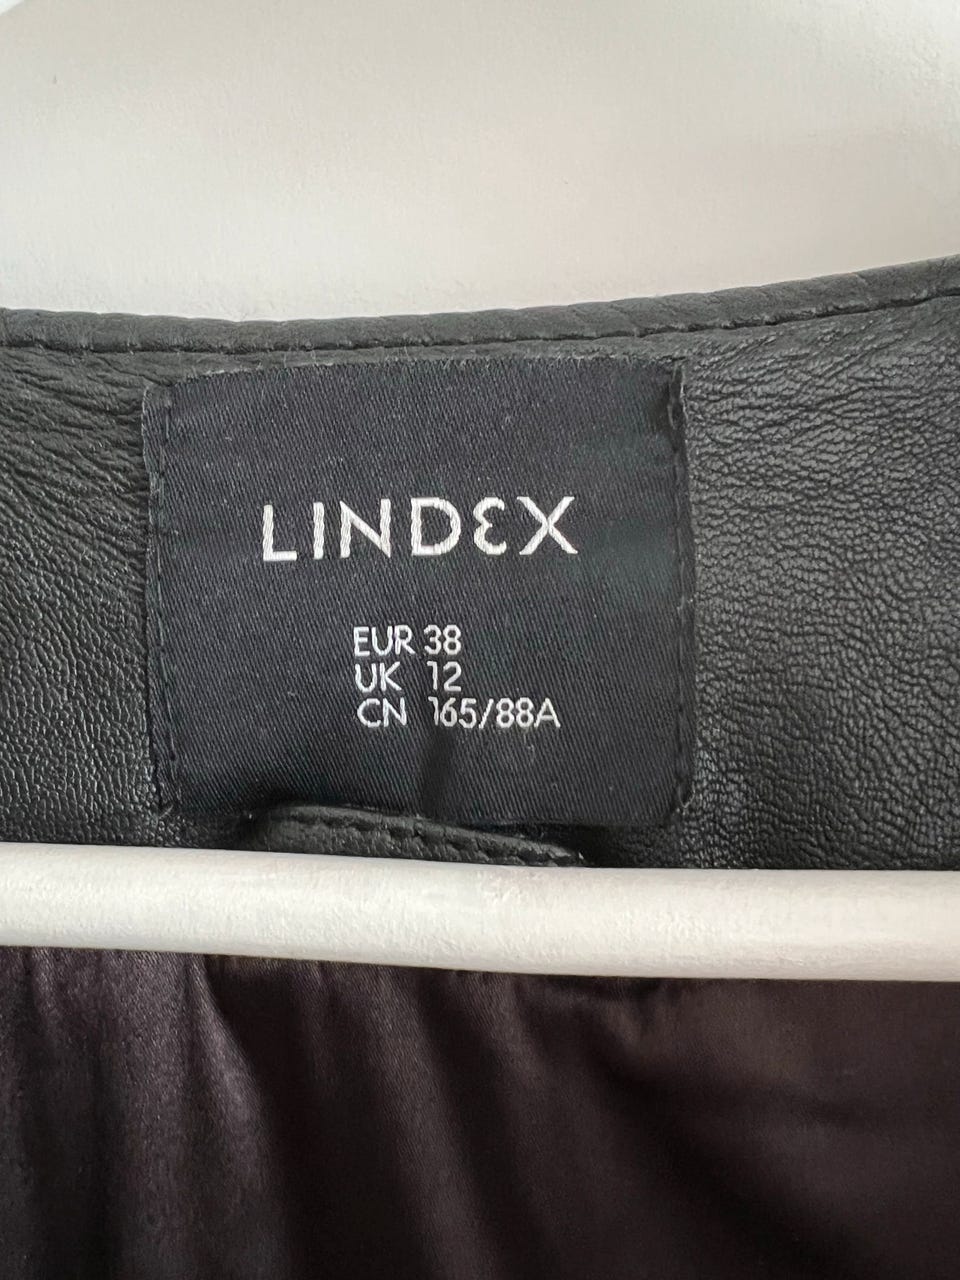 LINDEX
EUR 38
UK 12
CN 165/88A